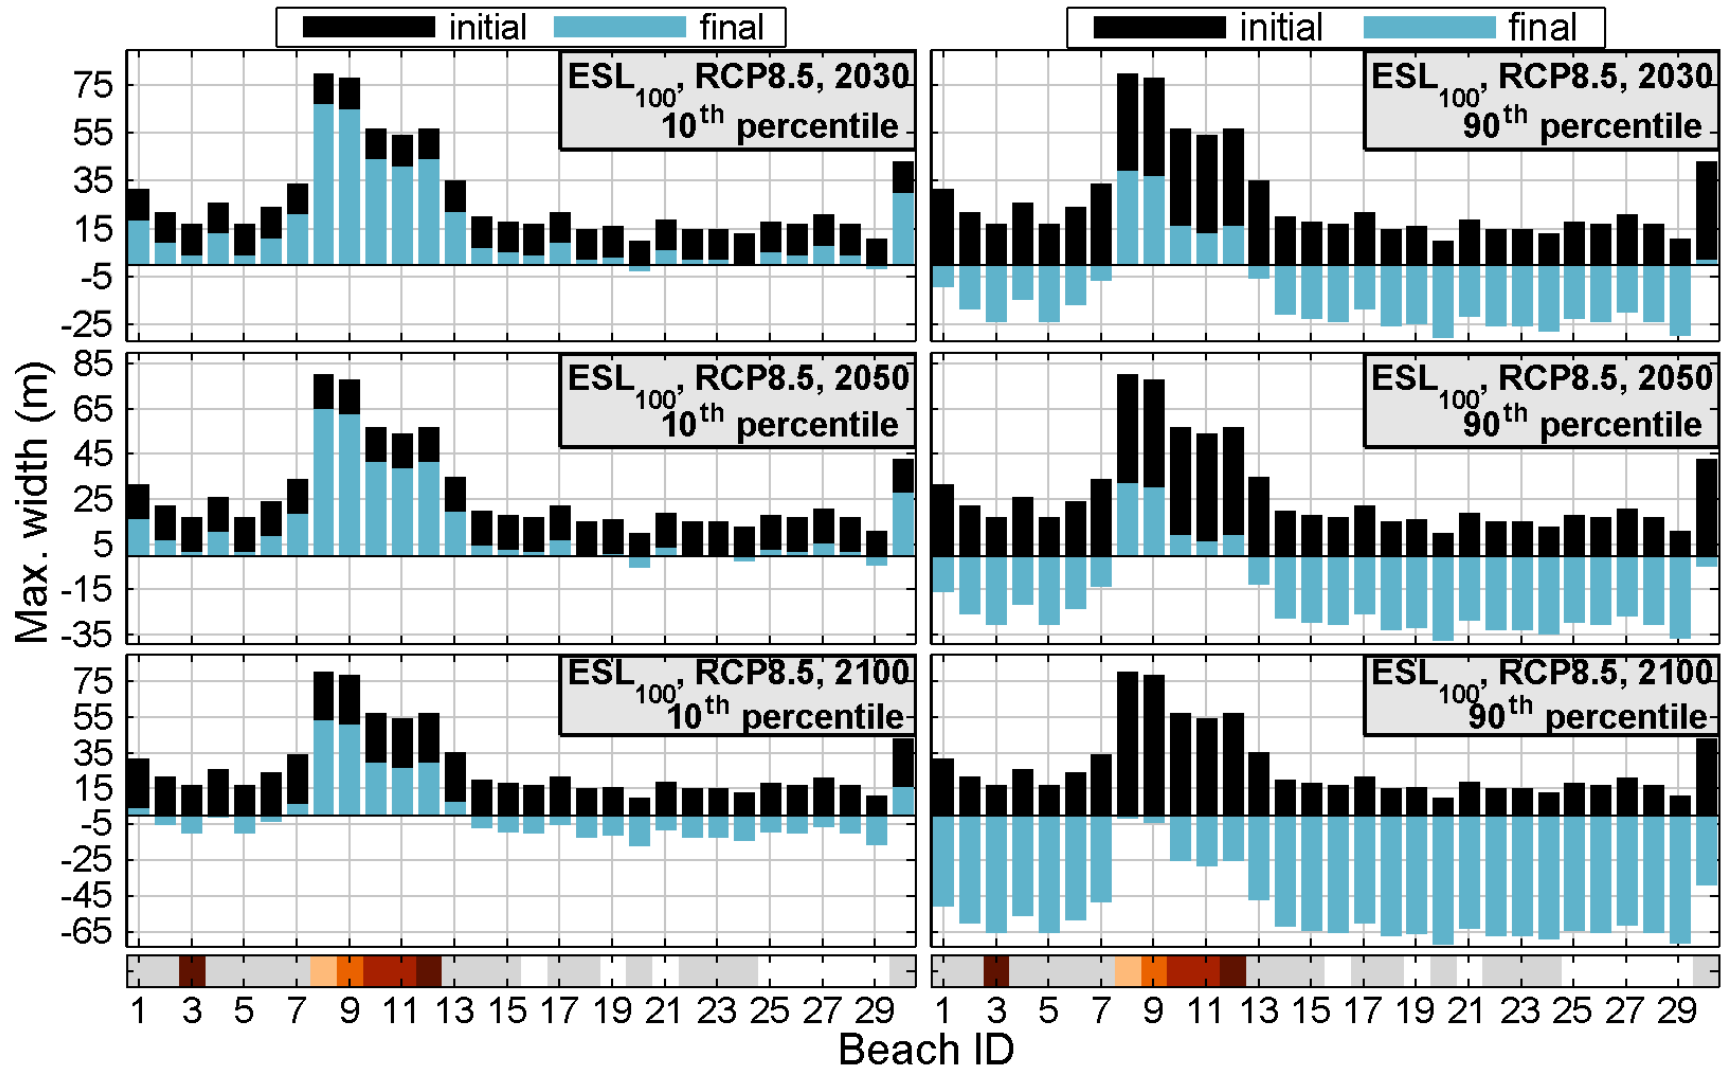 initial final
initial final
ESL100, RCP8.5, 2030
10th percentile
ESL100, RCP8.5, 2030
90th percentile
75
55
35
15
-5
-25
ESL100, RCP8.5, 2050
10th percentile
ESL100, RCP8.5, 2050
90th percentile
85
65
45
25
5
-15
-35
ESL100, RCP8.5, 2100
10th percentile
ESL100, RCP8.5, 2100
90th percentile
75
55
35
15
-5
-25
-45
-65
Max. width (m)
1 3 5 7 9 11 13 15 17 19 21 23 25 27 29
1 3 5 7 9 11 13 15 17 19 21 23 25 27 29
Beach ID